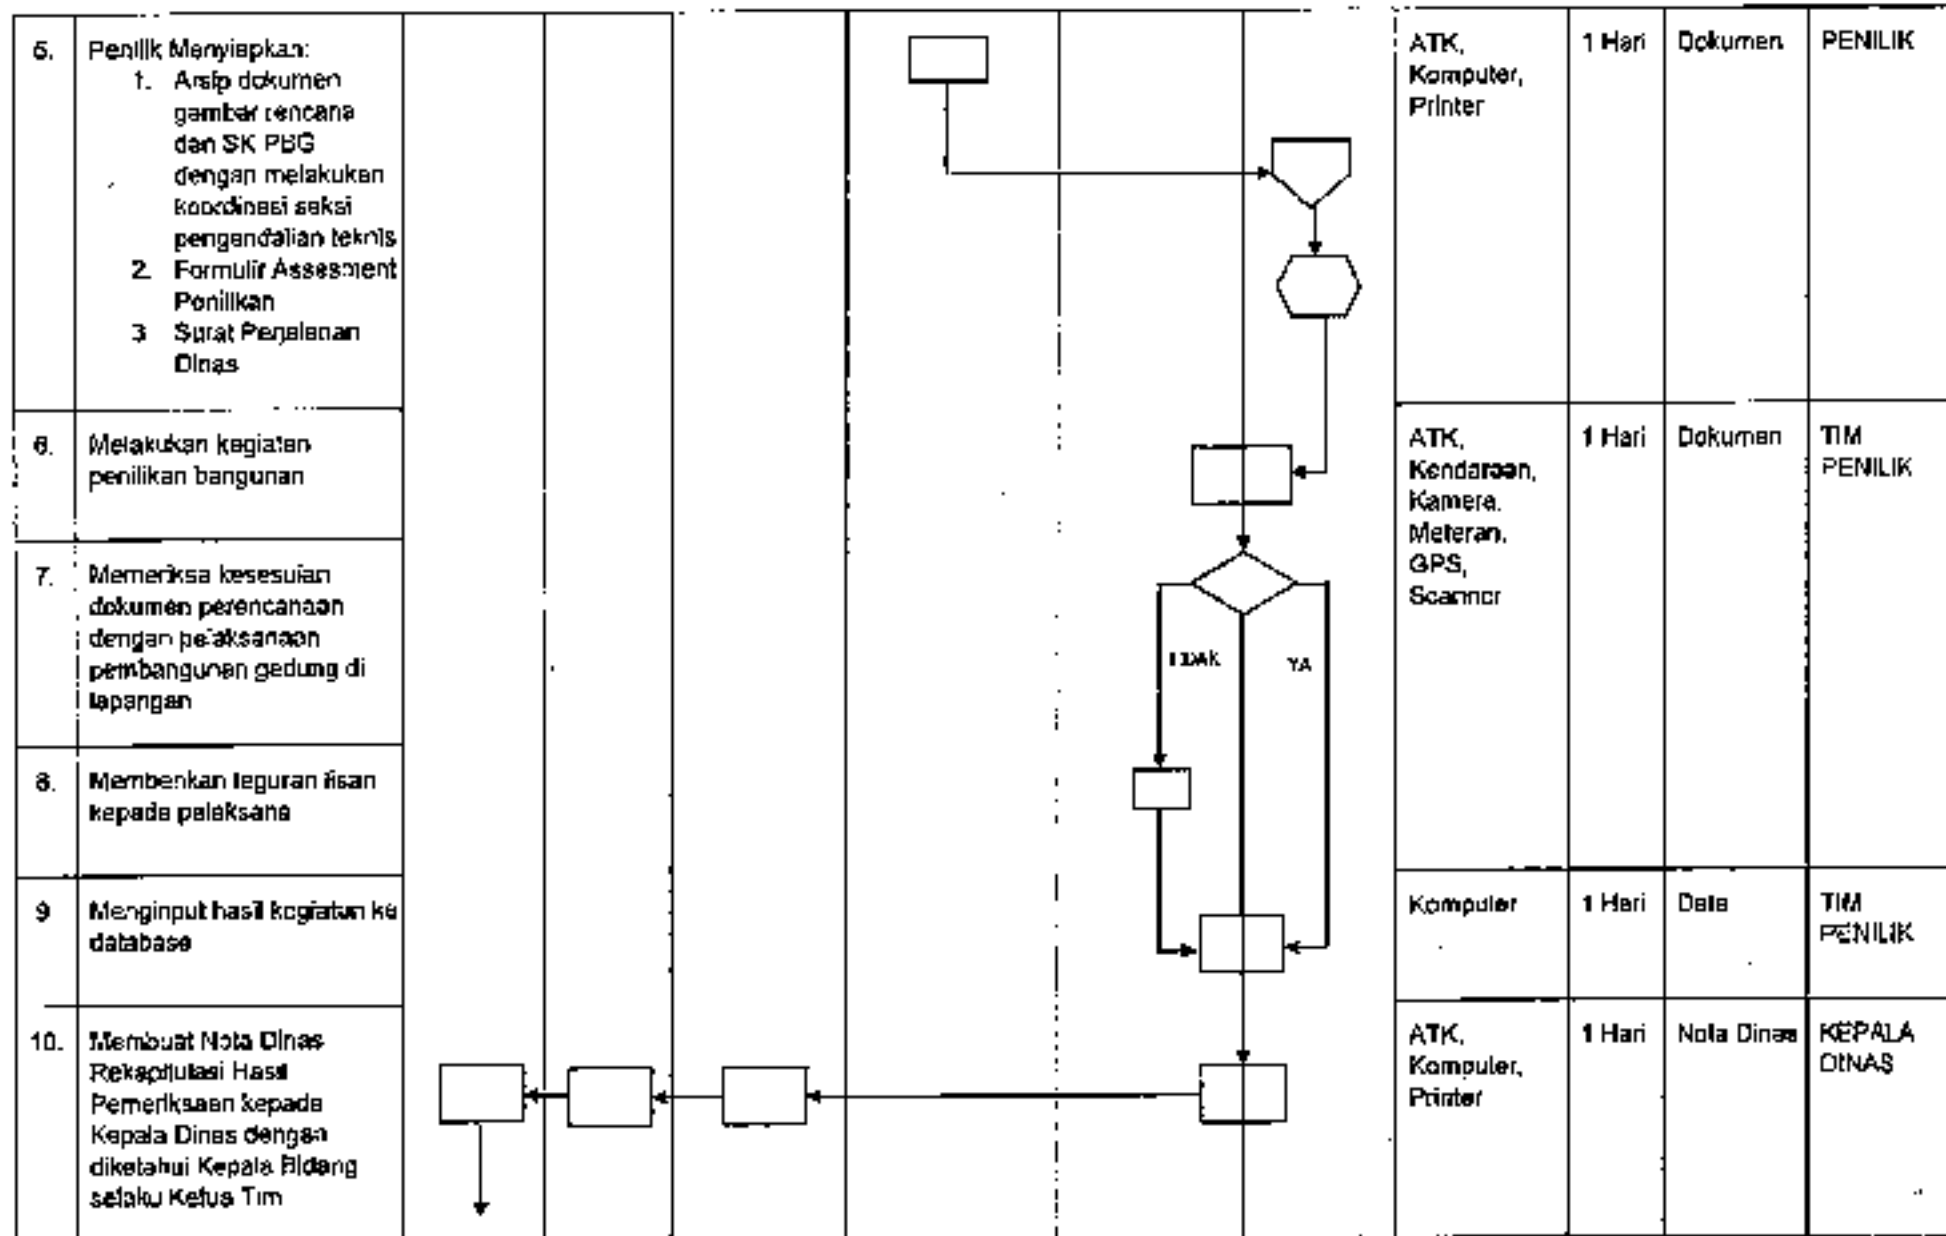 5. Penilik Menyiapkan: ATK, 1 Hari Dokumen PENILIK
1. Arsip dokumen Komputer,
gambar rencana Printer
dan SK PBG
dengan melakukan
koordinasi seksi
pengendalian teknis
2. Formulir Assesment
Penilikan
3 Surat Perjalanan
Dinas
6. Melakukan kegiatan ATK, 1 Hari Dokumen TIM
penilikan bangunan Kendaraan, PENILIK
Kamera,
Meteran,
GPS,
Scanner
7. Memeriksa kesesuian
dokumen perencanaan
dengan pelaksanaan
pembangunan gedung di
lapangan
TIDAK YA
8. Memberikan teguran lisan
kepada pelaksana
9 Menginput hasil kegiatan ke Komputer 1 Hari Data TIM
database PENILIK
10. Membuat Nota Dinas ATK, 1 Hari Nota Dinas KEPALA
Rekapitulasi Hasil Komputer, DINAS
Pemeriksaan kepada Printer
Kepala Dinas dengan
diketahui Kepala Bidang
selaku Ketua Tim